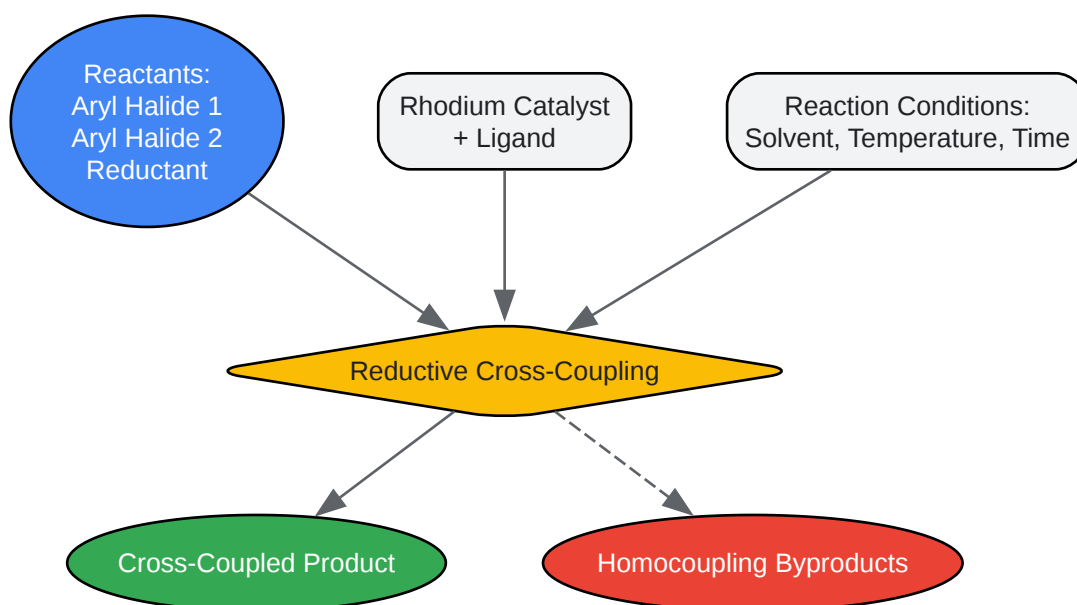 Reactants:
Aryl Halide 1
Aryl Halide 2
Reductant
Rhodium Catalyst
+ Ligand
Reaction Conditions:
Solvent, Temperature, Time
Reductive Cross-Coupling
Cross-Coupled Product
Homocoupling Byproducts